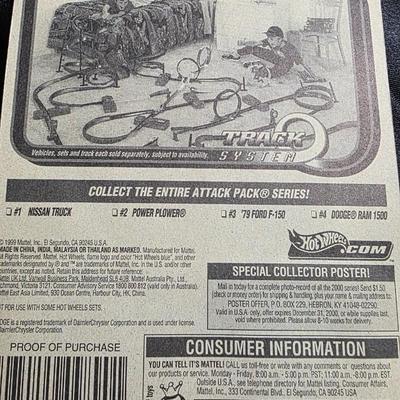 TRACK
SYSTEM
Vehicles, sets and track each sold separately, subject to availability.
COLLECT THE ENTIRE ATTACK PACK® SERIES!
#1 NISSAN TRUCK
#2 POWER PLOWER®
#3 '79 FORD F-150
#4 DODGE® RAM 1500
© 1999 Mattel, Inc., El Segundo, CA 90245 U.S.A.
MADE IN CHINA, INDIA, MALAYSIA OR THAILAND AS MARKED. Manufactured for Mattel.
All Rights Reserved. Mattel, Hot Wheels, flame logo and color "Hot Wheels blue", and other
trademarks designated ® and ™ are trademarks of Mattel, Inc. in the U.S. and/or other
countries, except as noted. Retain this address for future reference:
Mattel UK Ltd, Vanwall Business Park, Maidenhead SL6 4UB. Mattel Australia Pty., Ltd.,
Richmond, Victoria 3121. Consumer Advisory Service 1800 800 812 (valid only in Australia).
Mattel East Asia Limited, 930 Ocean Centre, Harbour City, HK, China.
NOT FOR USE WITH SOME HOT WHEELS SETS.
DODGE is a registered trademark of DaimlerChrysler Corporation and is used under license.
DaimlerChrysler Corporation.
Hot Wheels
.COM
SPECIAL COLLECTOR POSTER!
Mail in today for a complete photo-record of all the 2000 series! Send $1.50
(check or money order) for shipping & handling, plus your name & mailing address to:
POSTER OFFER, P.O. BOX 229, HEBRON, KY 41048-02290.
Valid in U.S.A. only, offer expires December 31, 2000, or while supplies last,
void where prohibited. Please allow 8-10 weeks for delivery.
PROOF OF PURCHASE
CONSUMER INFORMATION
YOU CAN TELL IT'S MATTEL! CALL us toll-free or write with any comments or questions about
our products or service. Monday - Friday, 8:00 a.m. - 5:00 p.m. PST; 11:00 a.m. -8:00 p.m. EST.
Outside U.S.A., see telephone directory for Mattel listing. Consumer Affairs,
Mattel, Inc., 333 Continental Blvd., El Segundo, CA 90245 USA